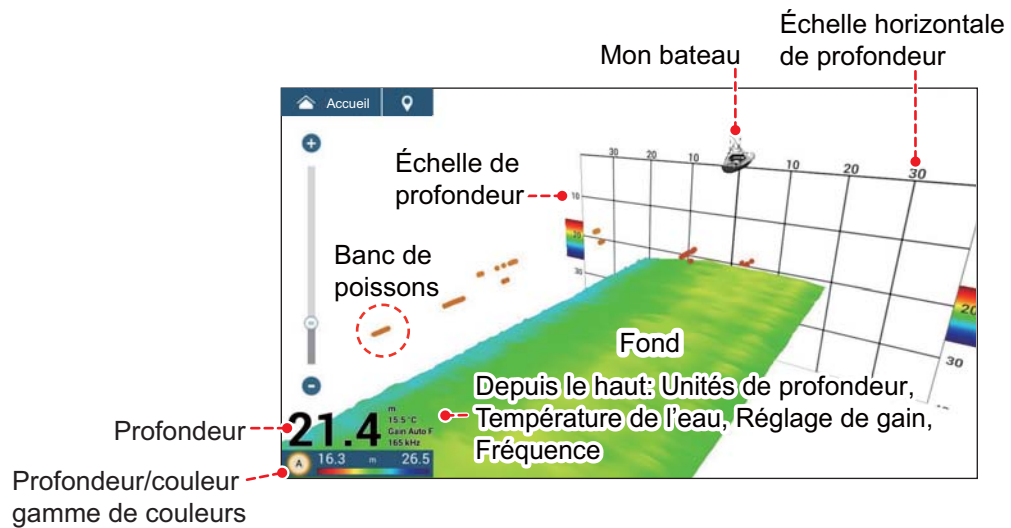 Échelle horizontale
de profondeur
Mon bateau
Accueil
Échelle de
profondeur
30
20
10
10
20
30
10
20
30
20
30
Banc de
poissons
Fond
Depuis le haut: Unités de profondeur,
Température de l'eau, Réglage de gain,
Fréquence
Profondeur
21.4
m
15.5 °C
Gain Auto F
165 kHz
A
16.3 m 26.5
Profondeur/couleur
gamme de couleurs